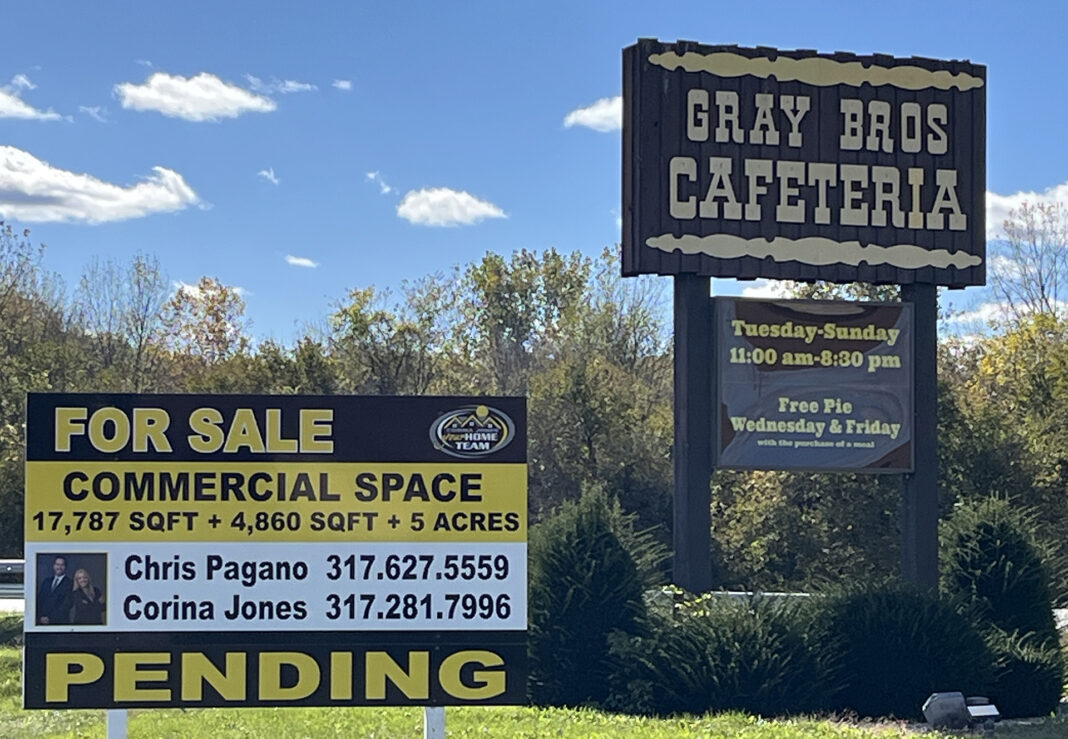 GRAY BROS
CAFETERIA
Tuesday-Sunday
11:00 am-8:30 pm
Free Pie
Wednesday & Friday
with the purchase of a meal
FOR SALE
HOME
TEAM
COMMERCIAL SPACE
17,787 SQFT + 4,860 SQFT + 5 ACRES
Chris Pagano 317.627.5559
Corina Jones 317.281.7996
PENDING